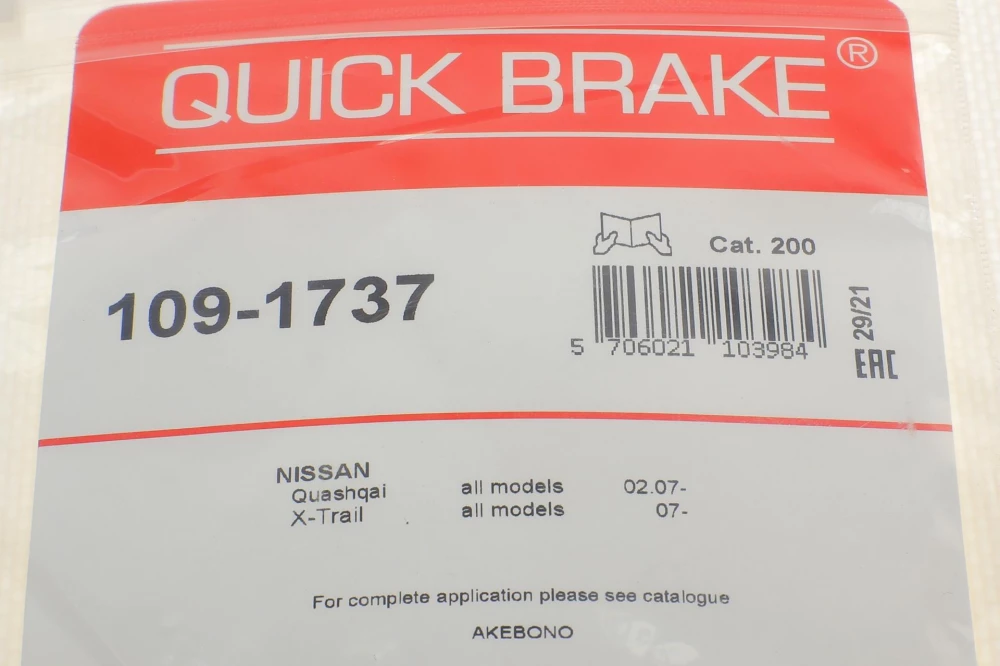 QUICK BRAKE®
Cat. 200
109-1737
5 706021 103984
29/21
EAC
NISSAN
Quashqai all models 02.07-
X-Trail all models 07-
For complete application please see catalogue
AKEBONO